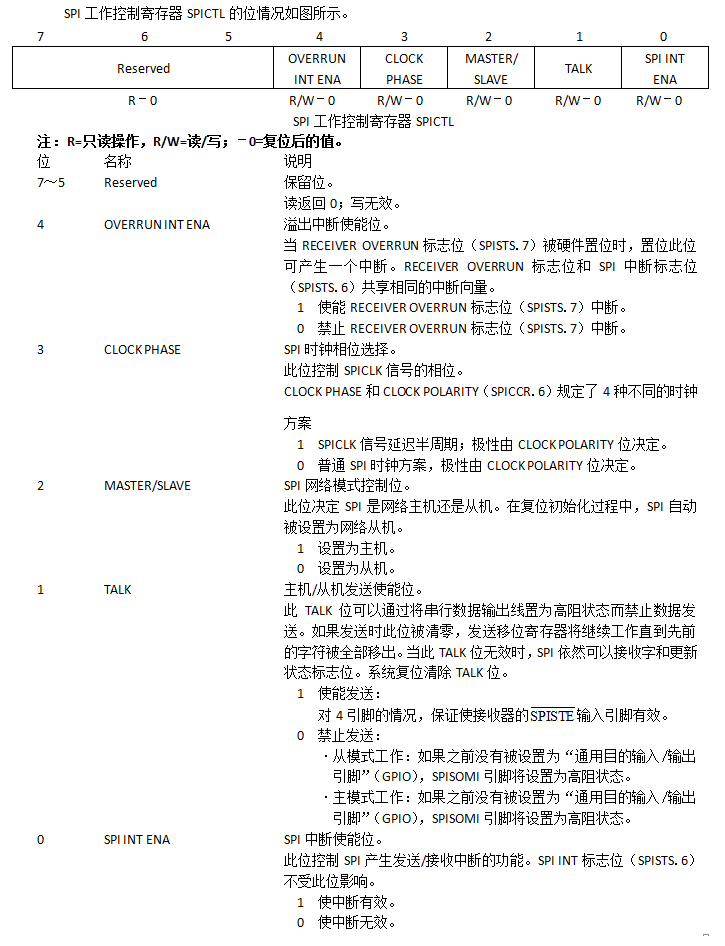 SPI 工作控制寄存器 SPICTL 的位情况如图所示。
7 6 5 4 3 2 1 0
Reserved OVERRUN INT ENA CLOCK PHASE MASTER/ SLAVE TALK SPI INT ENA
R－0 R/W－0 R/W－0 R/W－0 R/W－0 R/W－0
SPI 工作控制寄存器 SPICTL
注：R=只读操作，R/W=读/写；－0=复位后的值。
位 名称 说明
7～5 Reserved 保留位。
读返回 0；写无效。
4 OVERRUN INT ENA 溢出中断使能位。
当 RECEIVER OVERRUN 标志位（SPISTS.7）被硬件置位时，置位此位
可产生一个中断。RECEIVER OVERRUN 标志位和 SPI 中断标志位
（SPISTS.6）共享相同的中断向量。
1 使能 RECEIVER OVERRUN 标志位（SPISTS.7）中断。
0 禁止 RECEIVER OVERRUN 标志位（SPISTS.7）中断。
3 CLOCK PHASE SPI 时钟相位选择。
此位控制 SPICLK 信号的相位。
CLOCK PHASE 和 CLOCK POLARITY（SPICCR.6）规定了 4 种不同的时钟
方案
1 SPICLK 信号延迟半周期；极性由 CLOCK POLARITY 位决定。
0 普通 SPI 时钟方案，极性由 CLOCK POLARITY 位决定。
2 MASTER/SLAVE SPI 网络模式控制位。
此位决定 SPI 是网络主机还是从机。在复位初始化过程中，SPI 自动
被设置为网络从机。
1 设置为主机。
0 设置为从机。
1 TALK 主机/从机发送使能位。
此 TALK 位可以通过将串行数据输出线置为高阻状态而禁止数据发
送。如果发送时此位被清零，发送移位寄存器将继续工作直到先前
的字符被全部移出。当此 TALK 位无效时，SPI 依然可以接收字和更新
状态标志位。系统复位清除 TALK 位。
1 使能发送：
对 4 引脚的情况，保证使接收器的 SPISTE 输入引脚有效。
0 禁止发送：
·从模式工作：如果之前没有被设置为“通用目的输入/输出
引脚”（GPIO），SPISOMI 引脚将设置为高阻状态。
·主模式工作：如果之前没有被设置为“通用目的输入/输出
引脚”（GPIO），SPISOMI 引脚将设置为高阻状态。
0 SPI INT ENA SPI 中断使能位。
此位控制 SPI 产生发送/接收中断的功能。SPI INT 标志位（SPISTS.6）
不受此位影响。
1 使中断有效。
0 使中断无效。